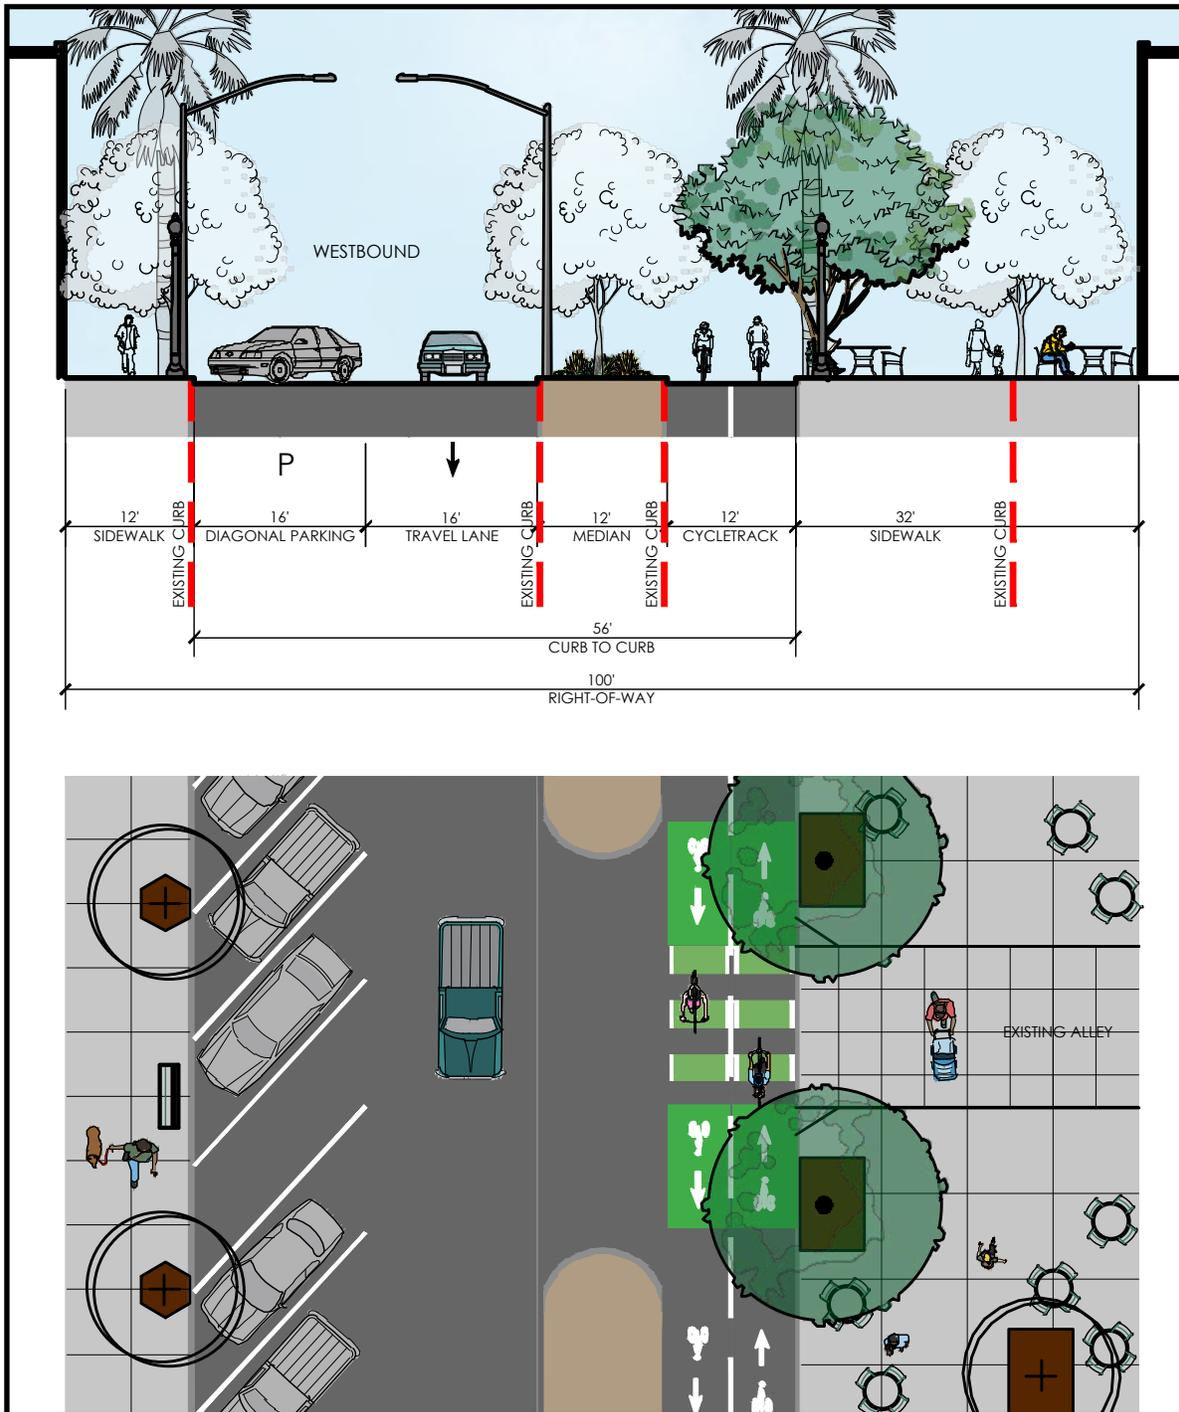 WESTBOUND
P
12'
SIDEWALK
EXISTING CURB
16'
DIAGONAL PARKING
16'
TRAVEL LANE
EXISTING CURB
12'
MEDIAN
EXISTING CURB
12'
CYCLETRACK
32'
SIDEWALK
EXISTING CURB
56'
CURB TO CURB
100'
RIGHT-OF-WAY
EXISTING ALLEY